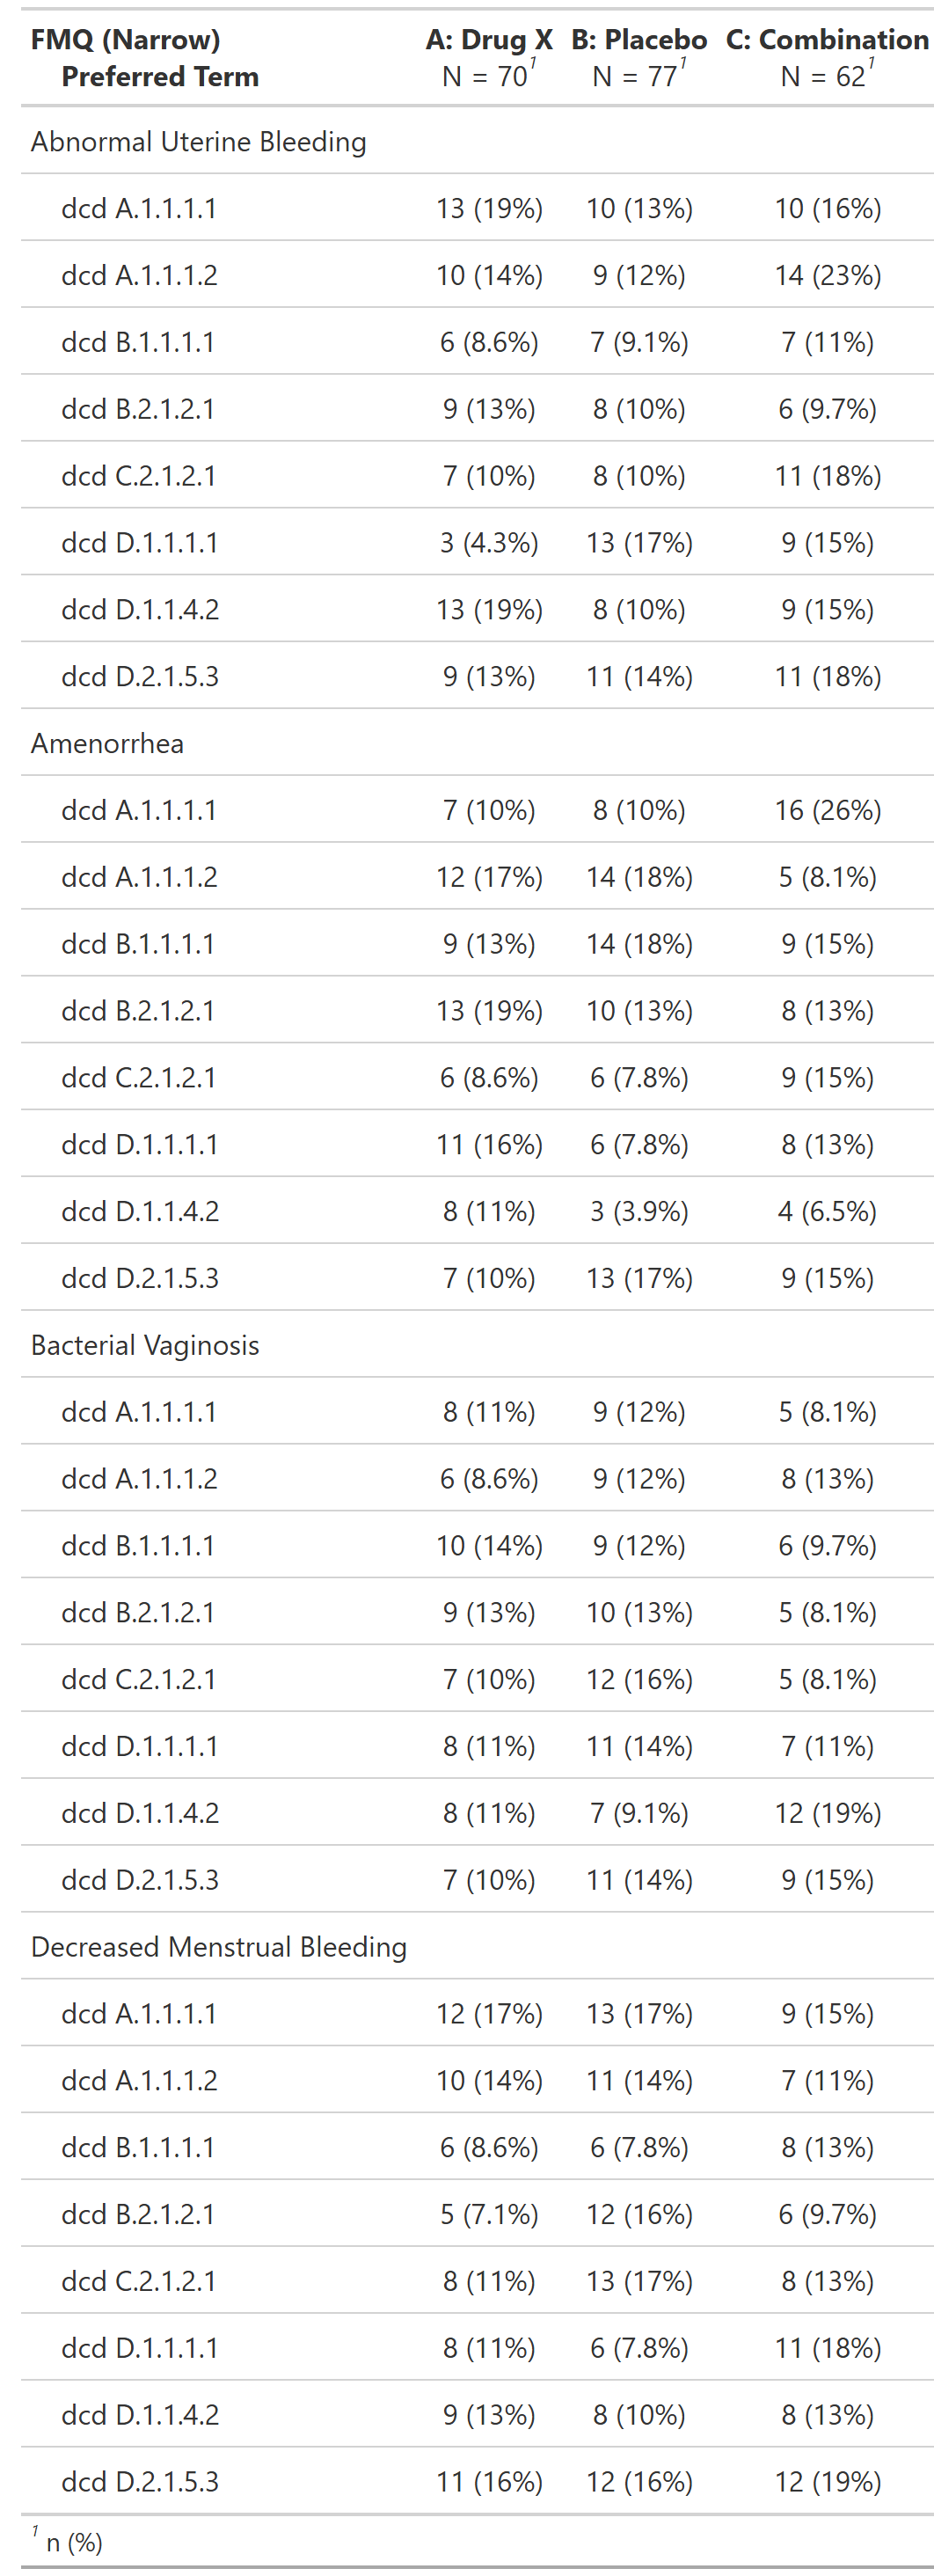 FMQ (Narrow) A: Drug X B: Placebo C: Combination
Preferred Term N = 70¹ N = 77¹ N = 62¹
Abnormal Uterine Bleeding
dcd A.1.1.1.1 13 (19%) 10 (13%) 10 (16%)
dcd A.1.1.1.2 10 (14%) 9 (12%) 14 (23%)
dcd B.1.1.1.1 6 (8.6%) 7 (9.1%) 7 (11%)
dcd B.2.1.2.1 9 (13%) 8 (10%) 6 (9.7%)
dcd C.2.1.2.1 7 (10%) 8 (10%) 11 (18%)
dcd D.1.1.1.1 3 (4.3%) 13 (17%) 9 (15%)
dcd D.1.1.4.2 13 (19%) 8 (10%) 9 (15%)
dcd D.2.1.5.3 9 (13%) 11 (14%) 11 (18%)
Amenorrhea
dcd A.1.1.1.1 7 (10%) 8 (10%) 16 (26%)
dcd A.1.1.1.2 12 (17%) 14 (18%) 5 (8.1%)
dcd B.1.1.1.1 9 (13%) 14 (18%) 9 (15%)
dcd B.2.1.2.1 13 (19%) 10 (13%) 8 (13%)
dcd C.2.1.2.1 6 (8.6%) 6 (7.8%) 9 (15%)
dcd D.1.1.1.1 11 (16%) 6 (7.8%) 8 (13%)
dcd D.1.1.4.2 8 (11%) 3 (3.9%) 4 (6.5%)
dcd D.2.1.5.3 7 (10%) 13 (17%) 9 (15%)
Bacterial Vaginosis
dcd A.1.1.1.1 8 (11%) 9 (12%) 5 (8.1%)
dcd A.1.1.1.2 6 (8.6%) 9 (12%) 8 (13%)
dcd B.1.1.1.1 10 (14%) 9 (12%) 6 (9.7%)
dcd B.2.1.2.1 9 (13%) 10 (13%) 5 (8.1%)
dcd C.2.1.2.1 7 (10%) 12 (16%) 5 (8.1%)
dcd D.1.1.1.1 8 (11%) 11 (14%) 7 (11%)
dcd D.1.1.4.2 8 (11%) 7 (9.1%) 12 (19%)
dcd D.2.1.5.3 7 (10%) 11 (14%) 9 (15%)
Decreased Menstrual Bleeding
dcd A.1.1.1.1 12 (17%) 13 (17%) 9 (15%)
dcd A.1.1.1.2 10 (14%) 11 (14%) 7 (11%)
dcd B.1.1.1.1 6 (8.6%) 6 (7.8%) 8 (13%)
dcd B.2.1.2.1 5 (7.1%) 12 (16%) 6 (9.7%)
dcd C.2.1.2.1 8 (11%) 13 (17%) 8 (13%)
dcd D.1.1.1.1 8 (11%) 6 (7.8%) 11 (18%)
dcd D.1.1.4.2 9 (13%) 8 (10%) 8 (13%)
dcd D.2.1.5.3 11 (16%) 12 (16%) 12 (19%)
¹ n (%)